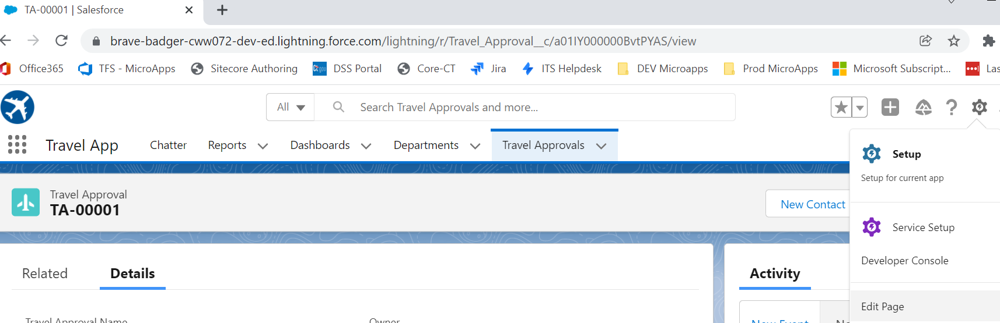 TA-00001 | Salesforce
brave-badger-cww072-dev-ed.lightning.force.com/lightning/r/Travel_Approval__c/a01IY000000BvtPYAS/view
Office365 TFS - MicroApps Sitecore Authoring DSS Portal Core-CT Jira ITS Helpdesk DEV Microapps Prod MicroApps Microsoft Subscript... Las
All Search Travel Approvals and more...
Travel App Chatter Reports Dashboards Departments Travel Approvals
Setup
Setup for current app
Travel Approval
TA-00001
New Contact
Service Setup
Developer Console
Related Details Activity
Edit Page
Travel Approval Name Owner
New Event